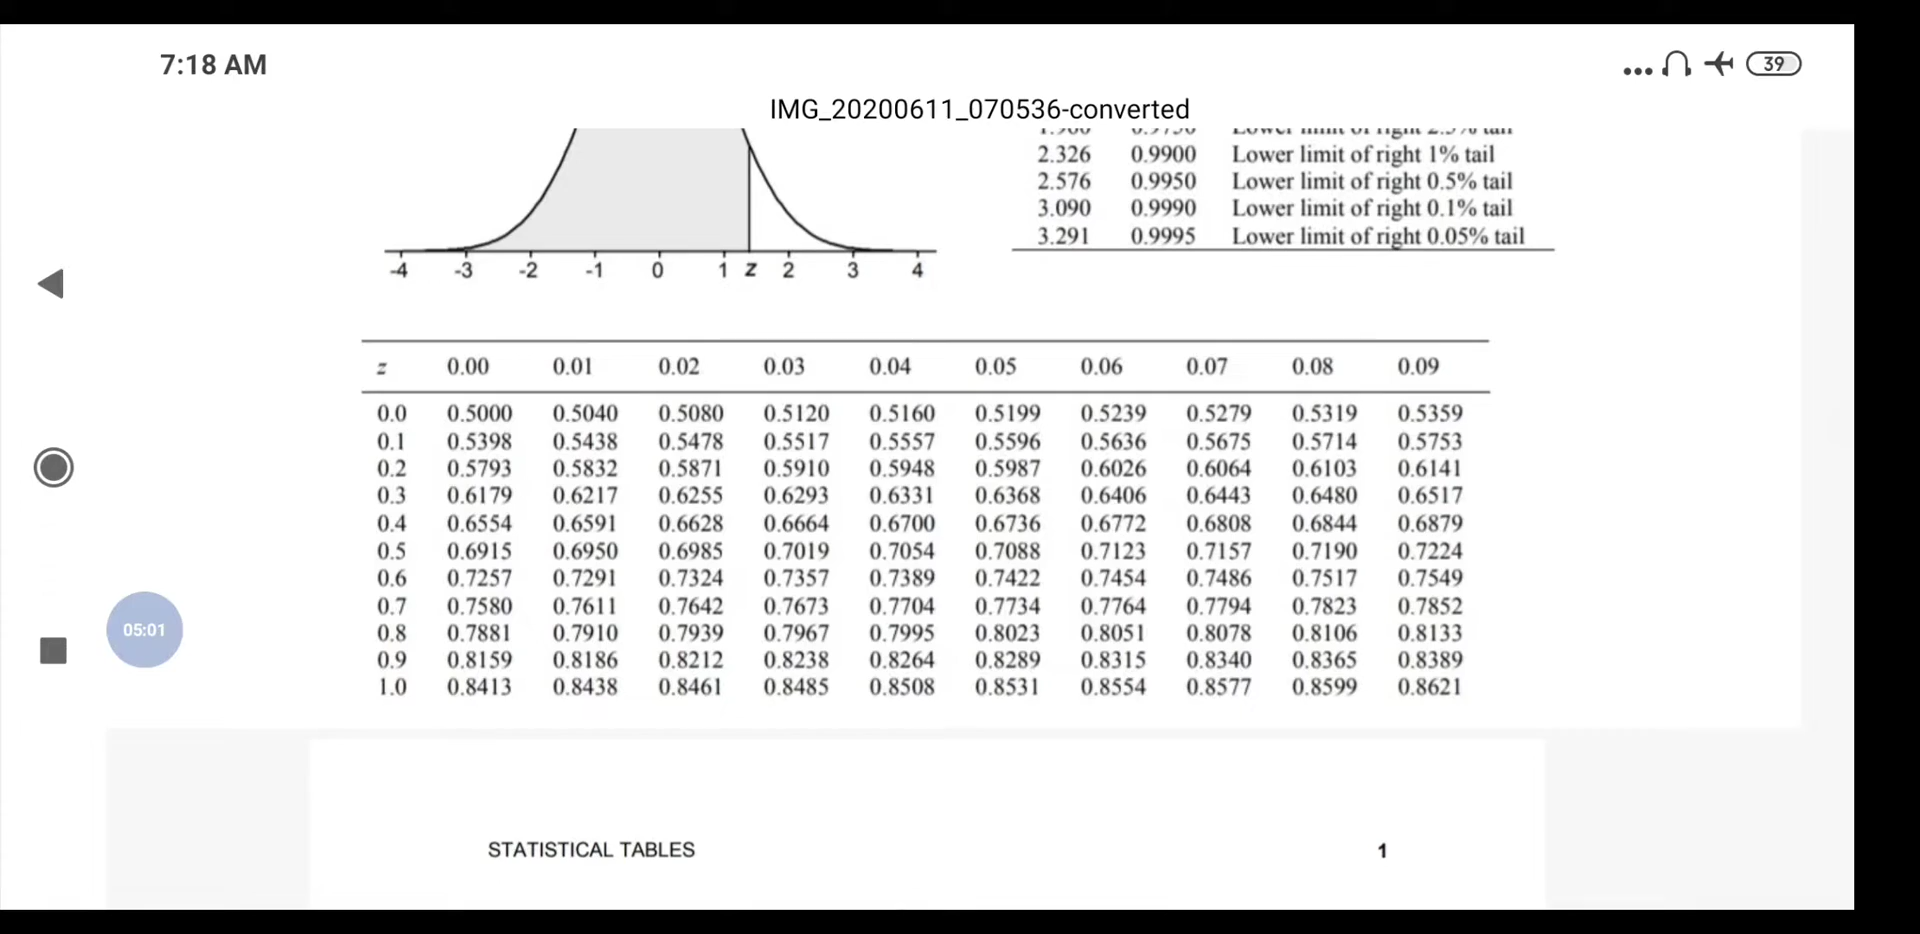 7:18 AM
39
IMG_20200611_070536-converted
2.326 0.9900 Lower limit of right 1% tail
2.576 0.9950 Lower limit of right 0.5% tail
3.090 0.9990 Lower limit of right 0.1% tail
3.291 0.9995 Lower limit of right 0.05% tail
-4 -3 -2 -1 0 1 z 2 3 4
z 0.00 0.01 0.02 0.03 0.04 0.05 0.06 0.07 0.08 0.09
0.0 0.5000 0.5040 0.5080 0.5120 0.5160 0.5199 0.5239 0.5279 0.5319 0.5359
0.1 0.5398 0.5438 0.5478 0.5517 0.5557 0.5596 0.5636 0.5675 0.5714 0.5753
0.2 0.5793 0.5832 0.5871 0.5910 0.5948 0.5987 0.6026 0.6064 0.6103 0.6141
0.3 0.6179 0.6217 0.6255 0.6293 0.6331 0.6368 0.6406 0.6443 0.6480 0.6517
0.4 0.6554 0.6591 0.6628 0.6664 0.6700 0.6736 0.6772 0.6808 0.6844 0.6879
0.5 0.6915 0.6950 0.6985 0.7019 0.7054 0.7088 0.7123 0.7157 0.7190 0.7224
0.6 0.7257 0.7291 0.7324 0.7357 0.7389 0.7422 0.7454 0.7486 0.7517 0.7549
0.7 0.7580 0.7611 0.7642 0.7673 0.7704 0.7734 0.7764 0.7794 0.7823 0.7852
0.8 0.7881 0.7910 0.7939 0.7967 0.7995 0.8023 0.8051 0.8078 0.8106 0.8133
0.9 0.8159 0.8186 0.8212 0.8238 0.8264 0.8289 0.8315 0.8340 0.8365 0.8389
1.0 0.8413 0.8438 0.8461 0.8485 0.8508 0.8531 0.8554 0.8577 0.8599 0.8621
05:01
STATISTICAL TABLES 1